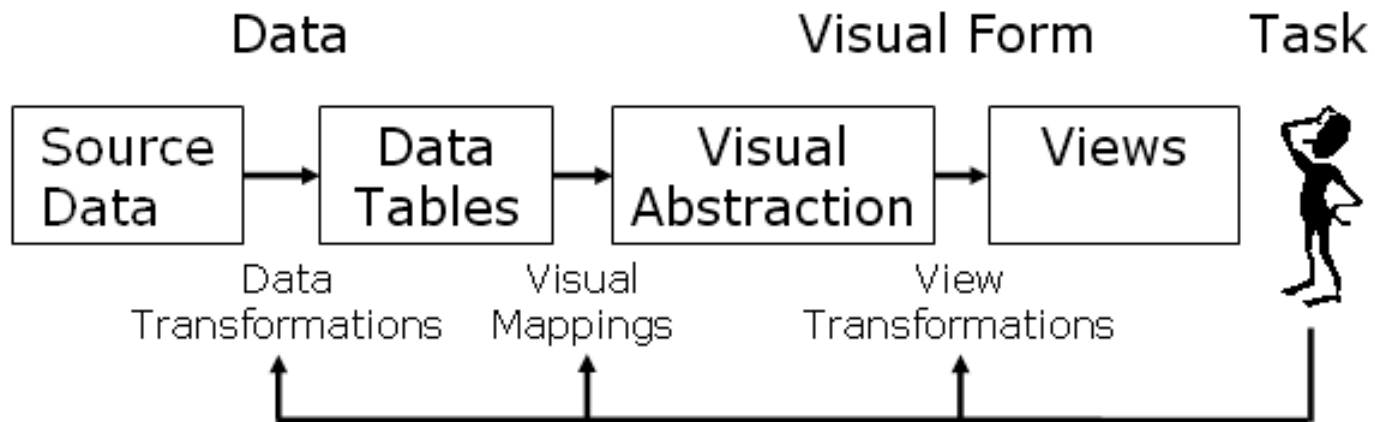 Data
Visual Form
Task
Source
Data
Data
Tables
Visual
Abstraction
Views
Data
Transformations
Visual
Mappings
View
Transformations